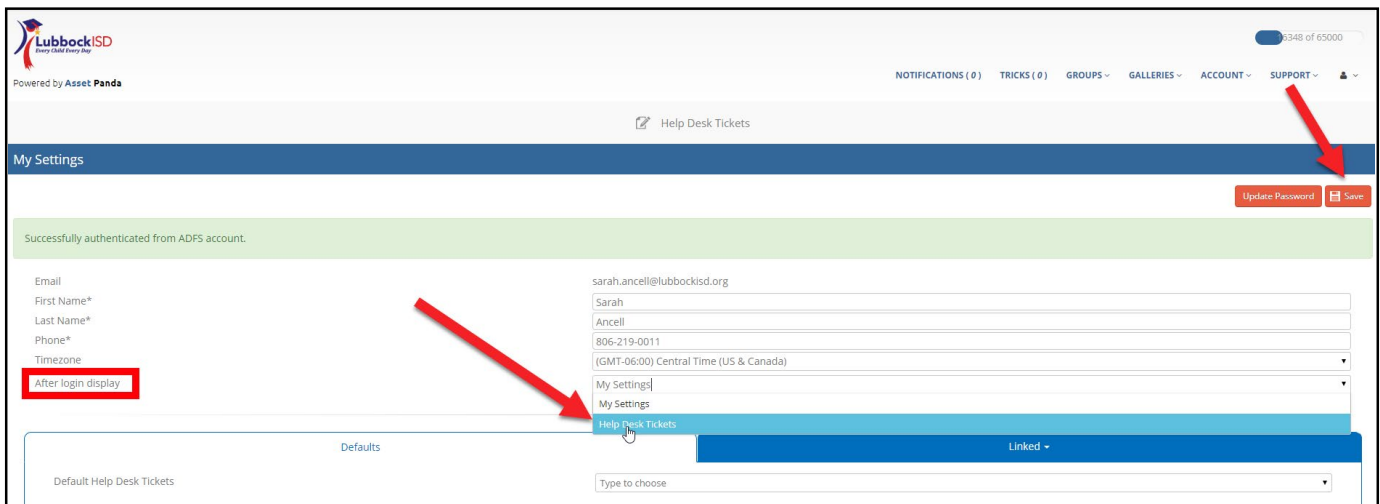 LubbockISD
Every Child Every Day
16348 of 65000
Powered by Asset Panda
NOTIFICATIONS ( 0 ) TRICKS ( 0 ) GROUPS GALLERIES ACCOUNT SUPPORT
Help Desk Tickets
My Settings
Update Password Save
Successfully authenticated from ADFS account.
Email sarah.ancell@lubbockisd.org
First Name* Sarah
Last Name* Ancell
Phone* 806-219-0011
Timezone (GMT-06:00) Central Time (US & Canada)
After login display My Settings
My Settings
Help Desk Tickets
Defaults Linked
Default Help Desk Tickets Type to choose